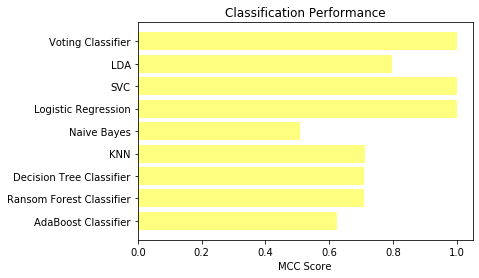 Classification Performance
Voting Classifier
LDA
SVC
Logistic Regression
Naive Bayes
KNN
Decision Tree Classifier
Ransom Forest Classifier
AdaBoost Classifier
0.0 0.2 0.4 0.6 0.8 1.0
MCC Score